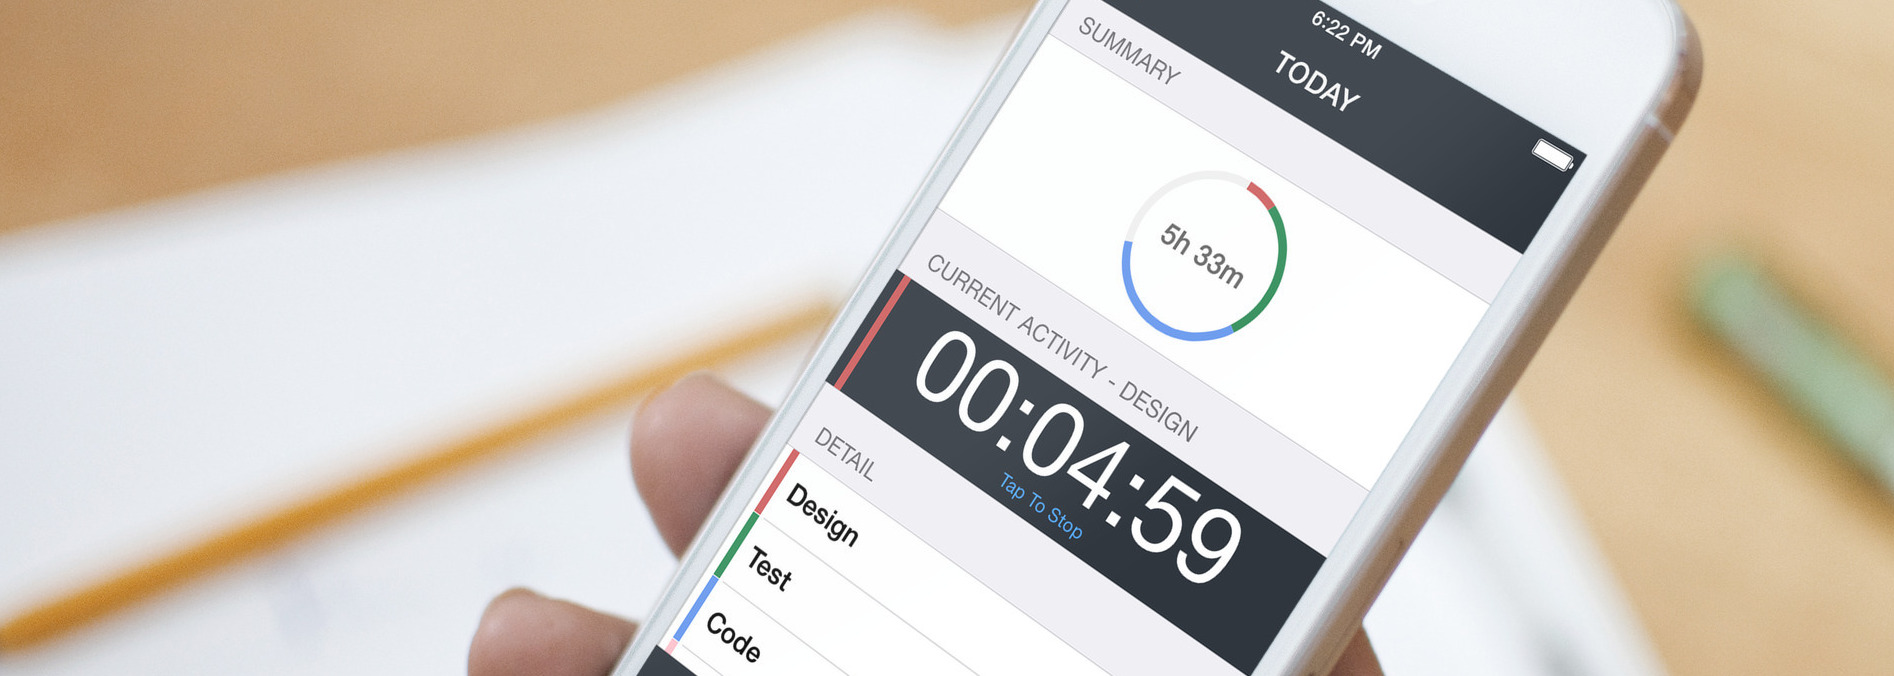 6:22 PM
TODAY
SUMMARY
5h 33m
CURRENT ACTIVITY - DESIGN
00:04:59
Tap To Stop
DETAIL
Design
Test
Code